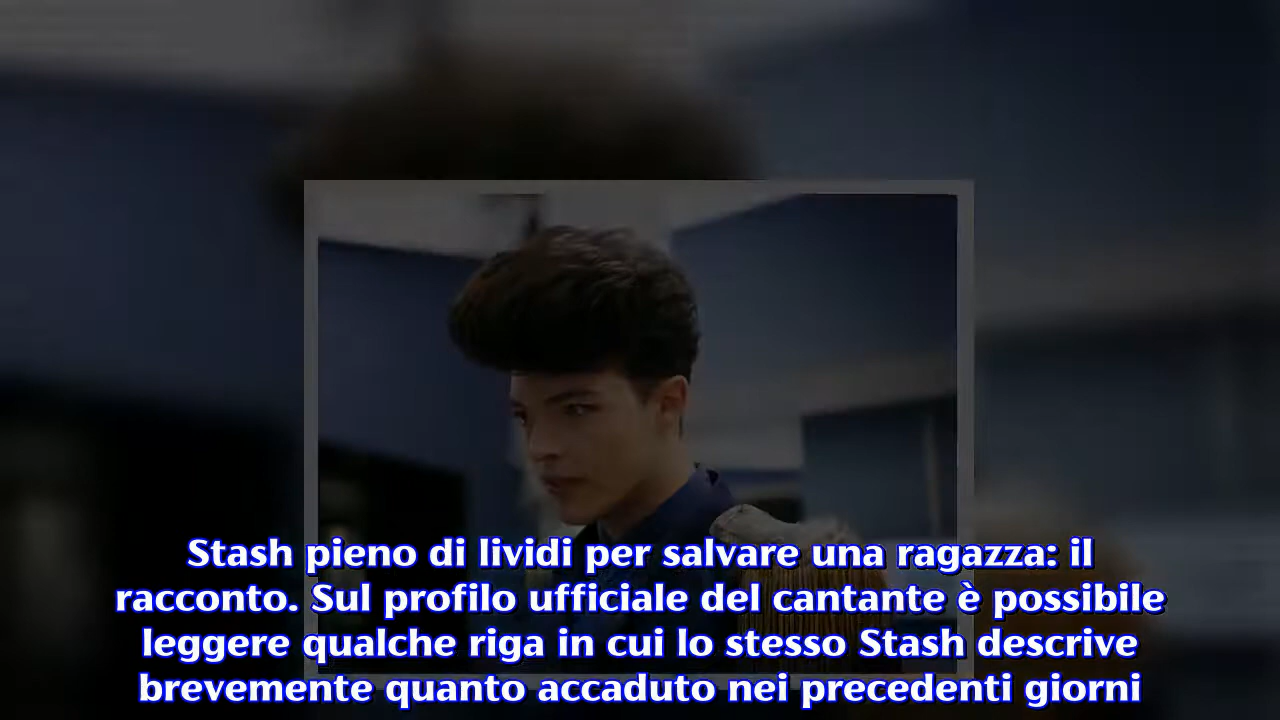 Stash pieno di lividi per salvare una ragazza: il
racconto. Sul profilo ufficiale del cantante è possibile
leggere qualche riga in cui lo stesso Stash descrive
brevemente quanto accaduto nei precedenti giorni